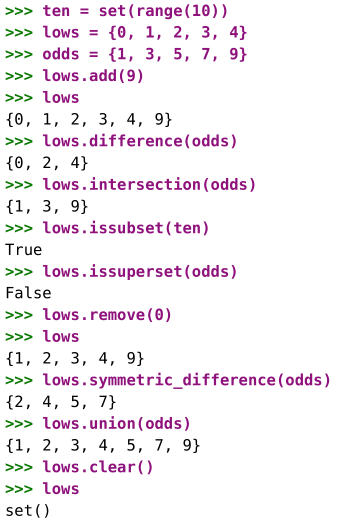 >>> ten = set(range(10))
>>> lows = {0, 1, 2, 3, 4}
>>> odds = {1, 3, 5, 7, 9}
>>> lows.add(9)
>>> lows
{0, 1, 2, 3, 4, 9}
>>> lows.difference(odds)
{0, 2, 4}
>>> lows.intersection(odds)
{1, 3, 9}
>>> lows.issubset(ten)
True
>>> lows.issuperset(odds)
False
>>> lows.remove(0)
>>> lows
{1, 2, 3, 4, 9}
>>> lows.symmetric_difference(odds)
{2, 4, 5, 7}
>>> lows.union(odds)
{1, 2, 3, 4, 5, 7, 9}
>>> lows.clear()
>>> lows
set()